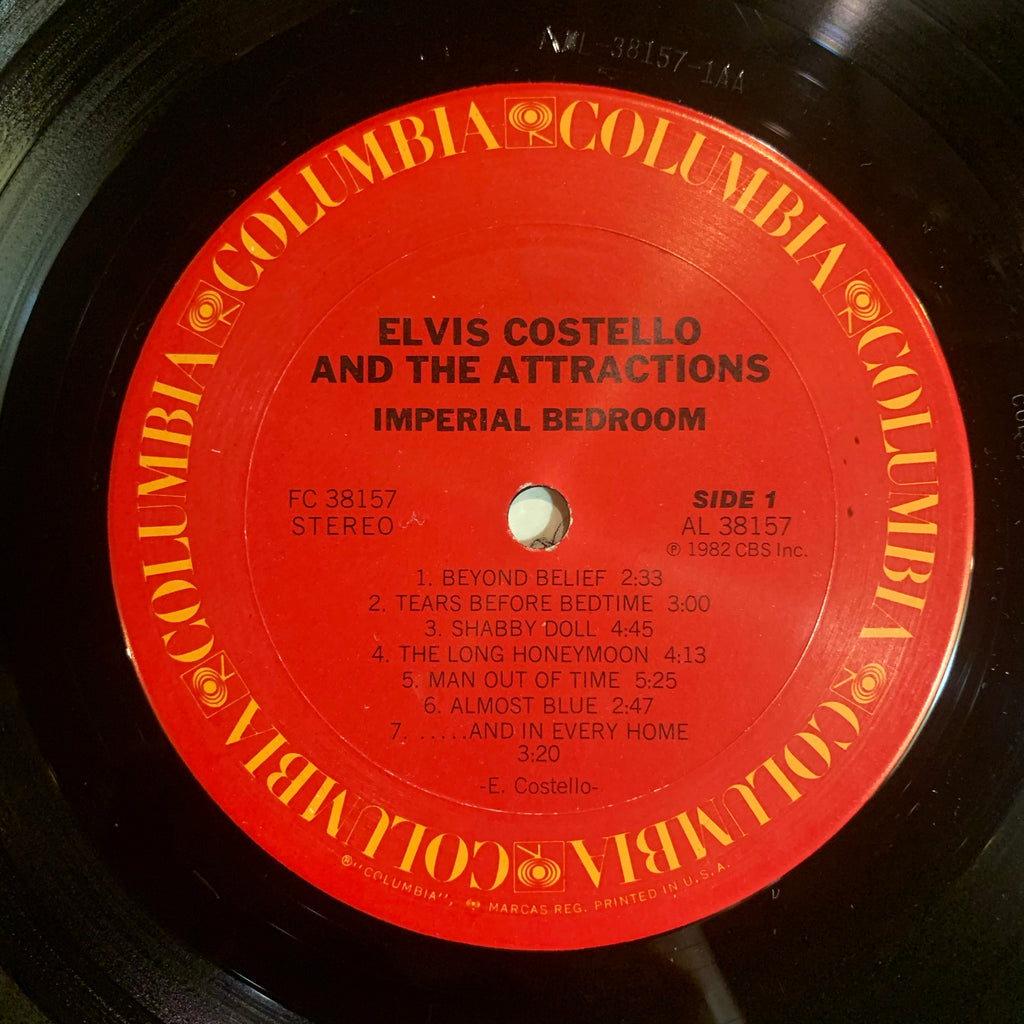 AL-38157-1AA
COLUMBIA COLUMBIA COLUMBIA COLUMBIA COLUMBIA COLUMBIA
ELVIS COSTELLO
AND THE ATTRACTIONS
IMPERIAL BEDROOM
FC 38157
STEREO
SIDE 1
AL 38157
℗ 1982 CBS Inc.
1. BEYOND BELIEF 2:33
2. TEARS BEFORE BEDTIME 3:00
3. SHABBY DOLL 4:45
4. THE LONG HONEYMOON 4:13
5. MAN OUT OF TIME 5:25
6. ALMOST BLUE 2:47
7. .....AND IN EVERY HOME
3:20
-E. Costello-
®"COLUMBIA", MARCAS REG. PRINTED IN U.S.A.